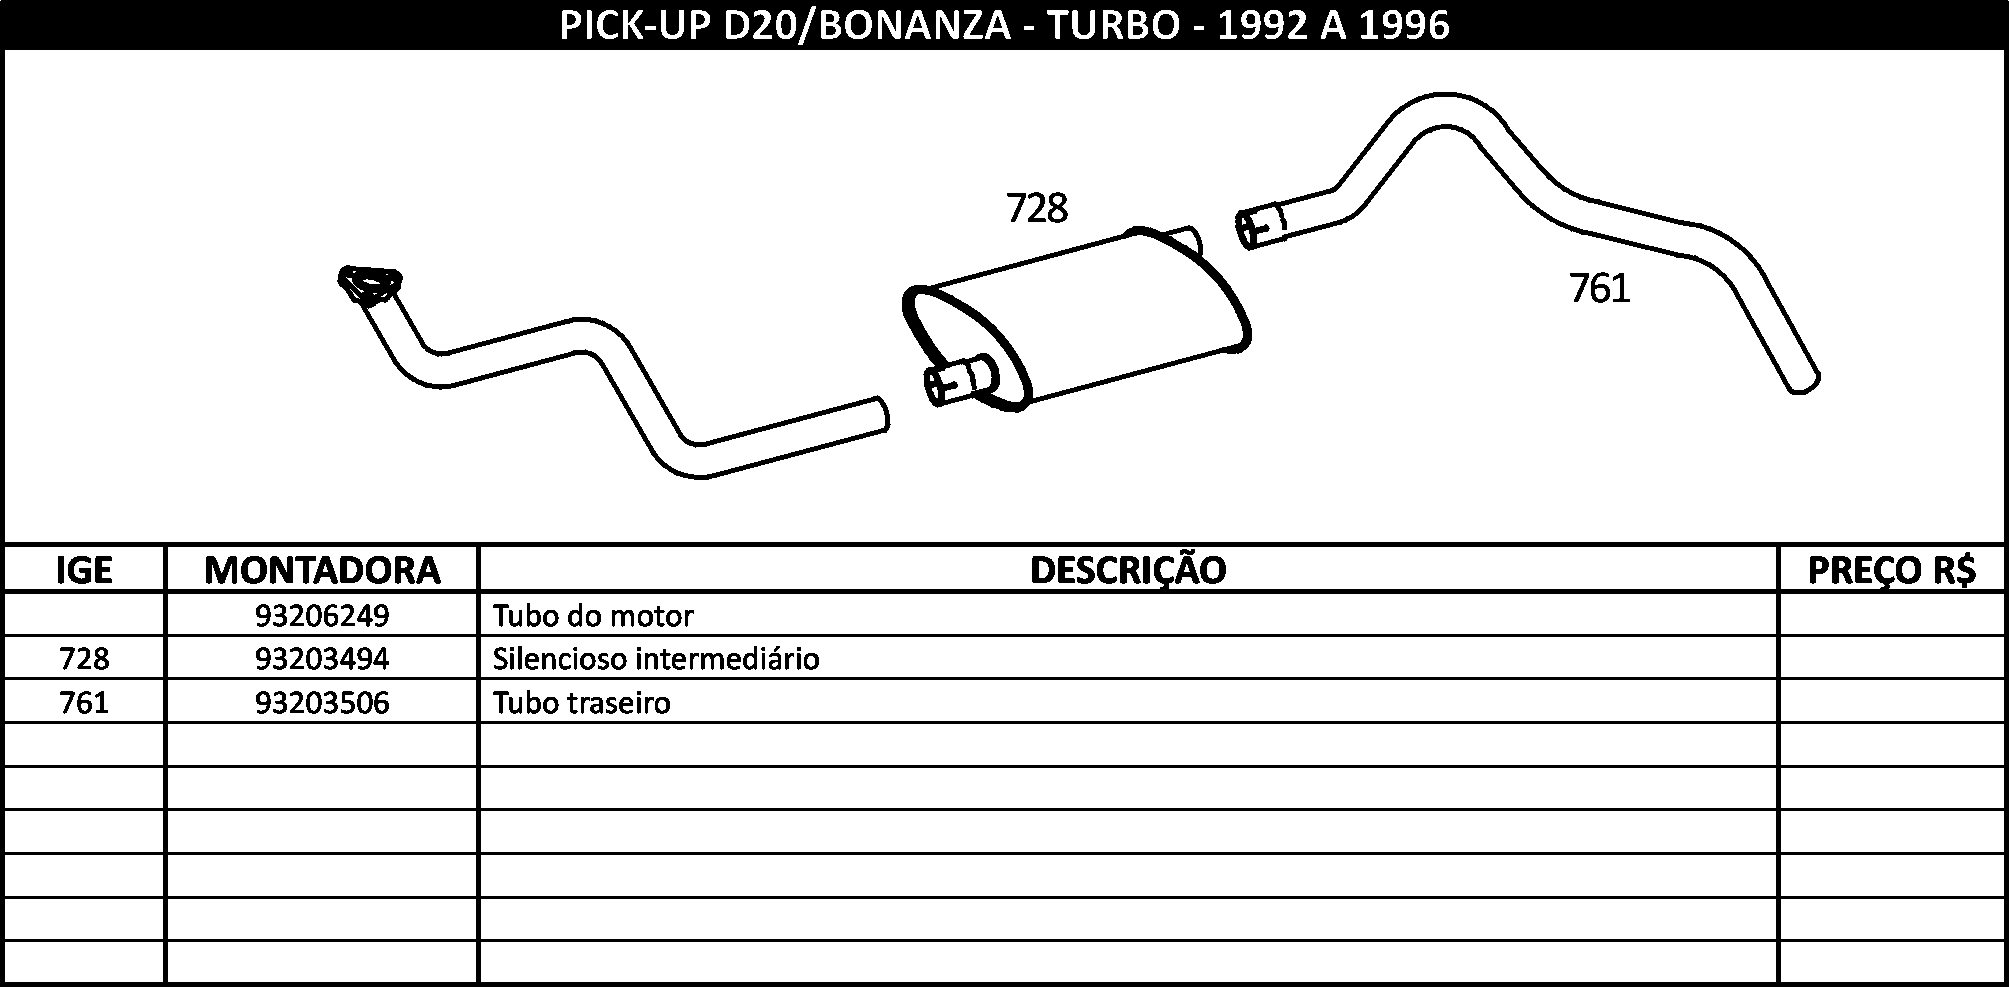 PICK-UP D20/BONANZA - TURBO - 1992 A 1996
728
761
IGE MONTADORA DESCRIÇÃO PREÇO R$
93206249 Tubo do motor
728 93203494 Silencioso intermediário
761 93203506 Tubo traseiro